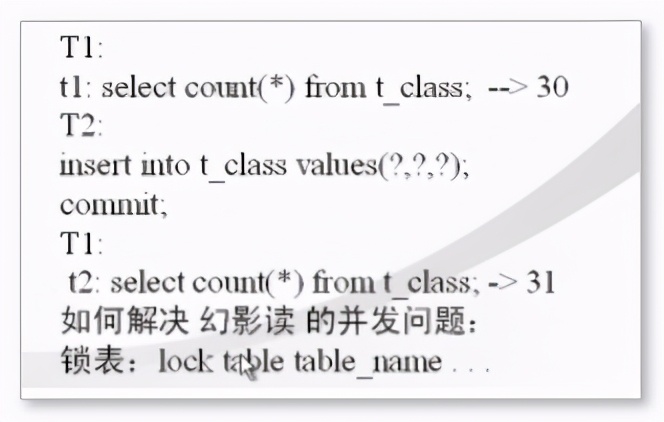 T1:
t1: select count(*) from t_class; --> 30
T2:
insert into t_class values(?,?,?);
commit;
T1:
t2: select count(*) from t_class; -> 31
如何解决 幻影读 的并发问题:
锁表：lock table table_name . . .